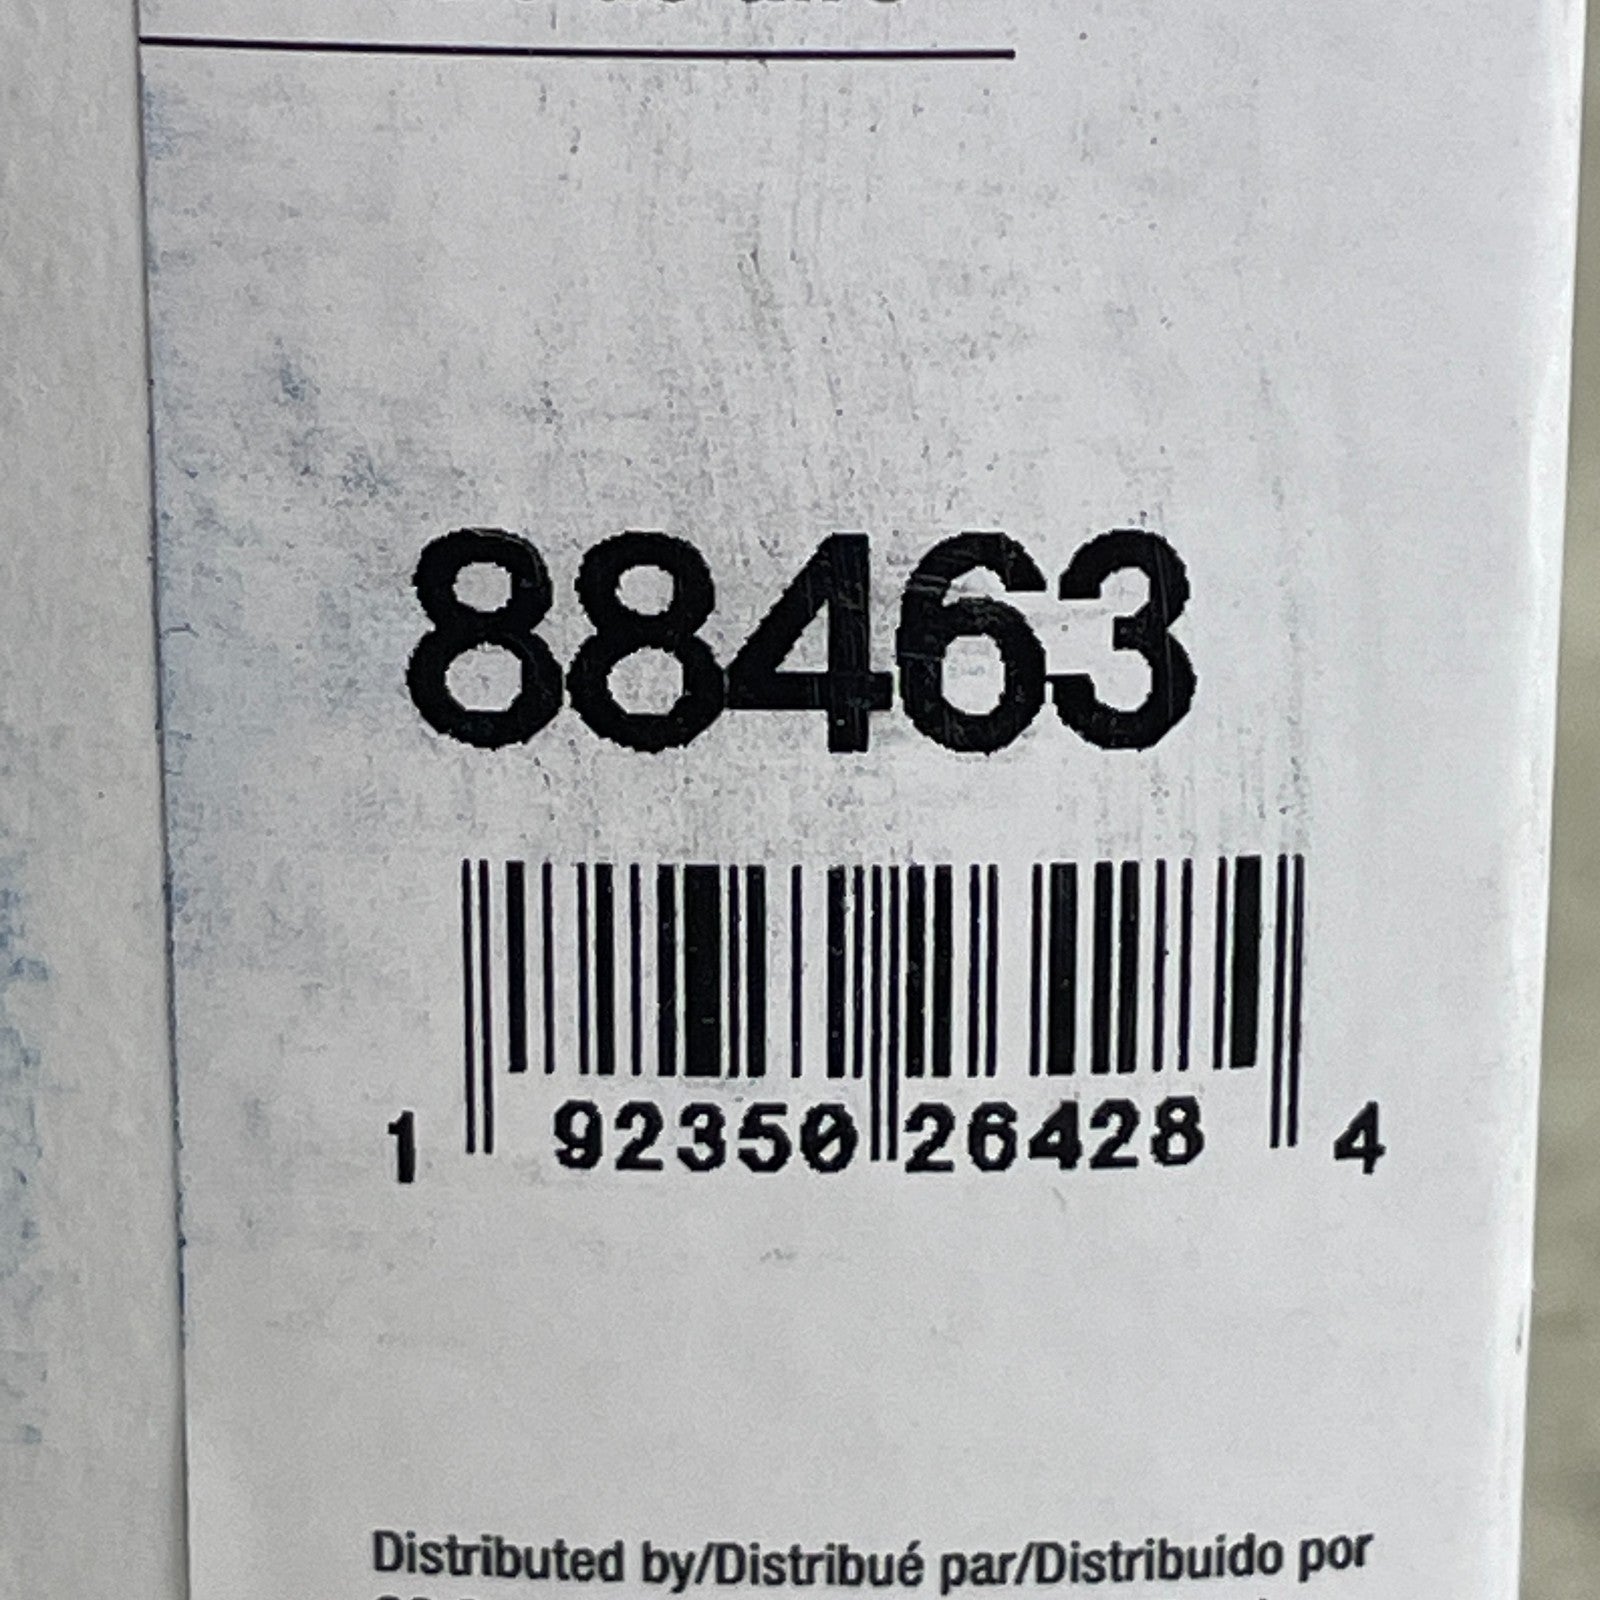 88463
1 92350 26428 4
Distributed by/Distribué par/Distribuido por